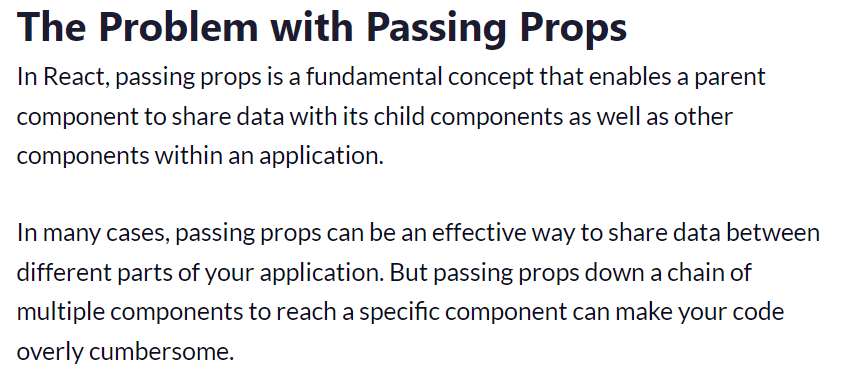 The Problem with Passing Props
In React, passing props is a fundamental concept that enables a parent
component to share data with its child components as well as other
components within an application.
In many cases, passing props can be an effective way to share data between
different parts of your application. But passing props down a chain of
multiple components to reach a specific component can make your code
overly cumbersome.